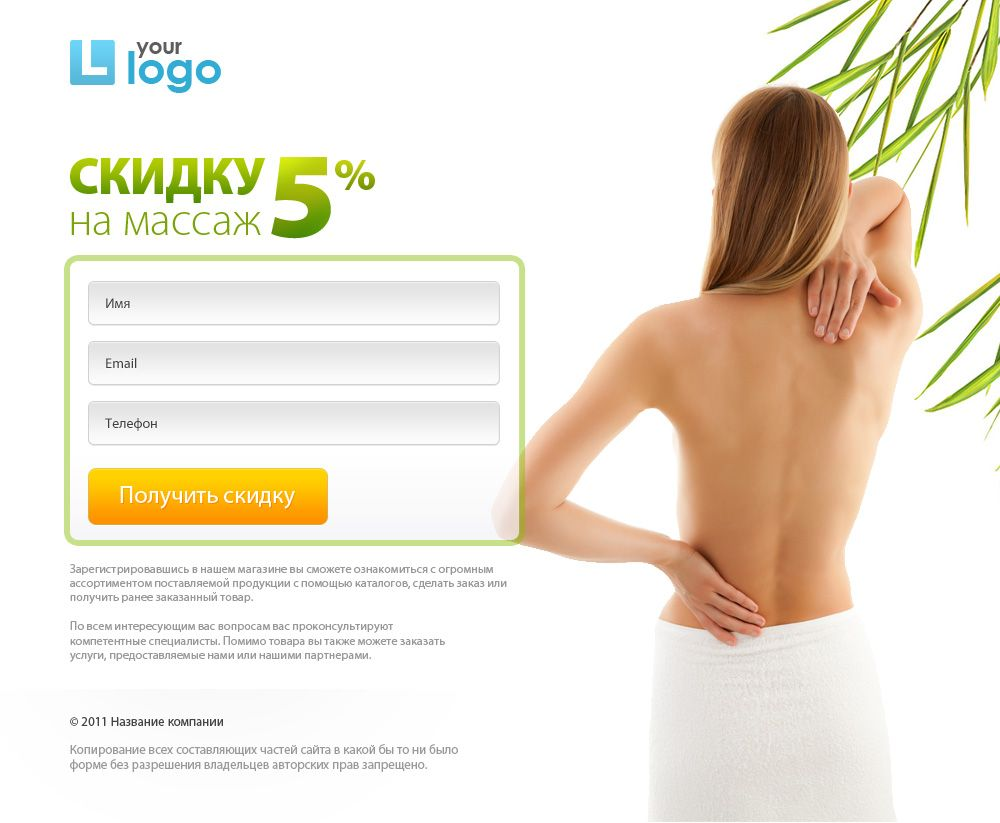 your
logo
СКИДКУ 5%
на массаж
Имя
Email
Телефон
Получить скидку
Зарегистрировавшись в нашем магазине вы сможете ознакомиться с огромным
ассортиментом поставляемой продукции с помощью каталогов, сделать заказ или
получить ранее заказанный товар.
По всем интересующим вас вопросам вас проконсультируют
компетентные специалисты. Помимо товара вы также можете заказать
услуги, предоставляемые нами или нашими партнерами.
© 2011 Название компании
Копирование всех составляющих частей сайта в какой бы то ни было
форме без разрешения владельцев авторских прав запрещено.